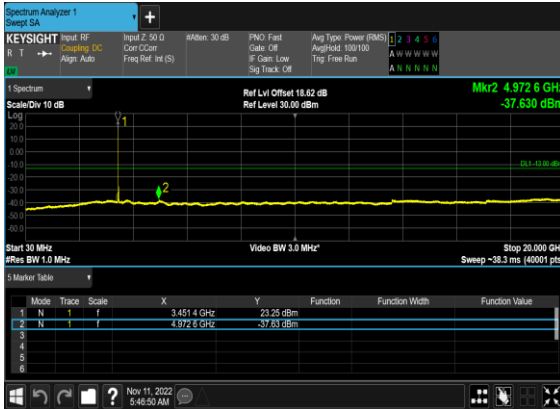 Spectrum Analyzer 1
Swept SA
+
KEYSIGHT
R T
LV
Input: RF
Coupling: DC
Align: Auto
Input Z: 50 Ω
Corr CCorr
Freq Ref: Int (S)
#Atten: 30 dB
PNO: Fast
Gate: Off
IF Gain: Low
Sig Track: Off
Avg Type: Power (RMS)
Avg|Hold: 100/100
Trig: Free Run
1 2 3 4 5 6
A W W W W W
A N N N N N
1 Spectrum
Scale/Div 10 dB
Ref Lvl Offset 18.62 dB
Ref Level 30.00 dBm
Mkr2 4.972 6 GHz
-37.630 dBm
Log
20.0
10.0
0.00
-10.0
-20.0
-30.0
-40.0
-50.0
-60.0
1
2
DL1 -13.00 dBm
Start 30 MHz
#Res BW 1.0 MHz
Video BW 3.0 MHz*
Stop 20.000 GHz
Sweep ~38.3 ms (40001 pts)
5 Marker Table
Mode Trace Scale X Y Function Function Width Function Value
1 N 1 f 3.451 4 GHz 23.25 dBm
2 N 1 f 4.972 6 GHz -37.63 dBm
3
4
5
6
?
Nov 11, 2022
5:46:50 AM